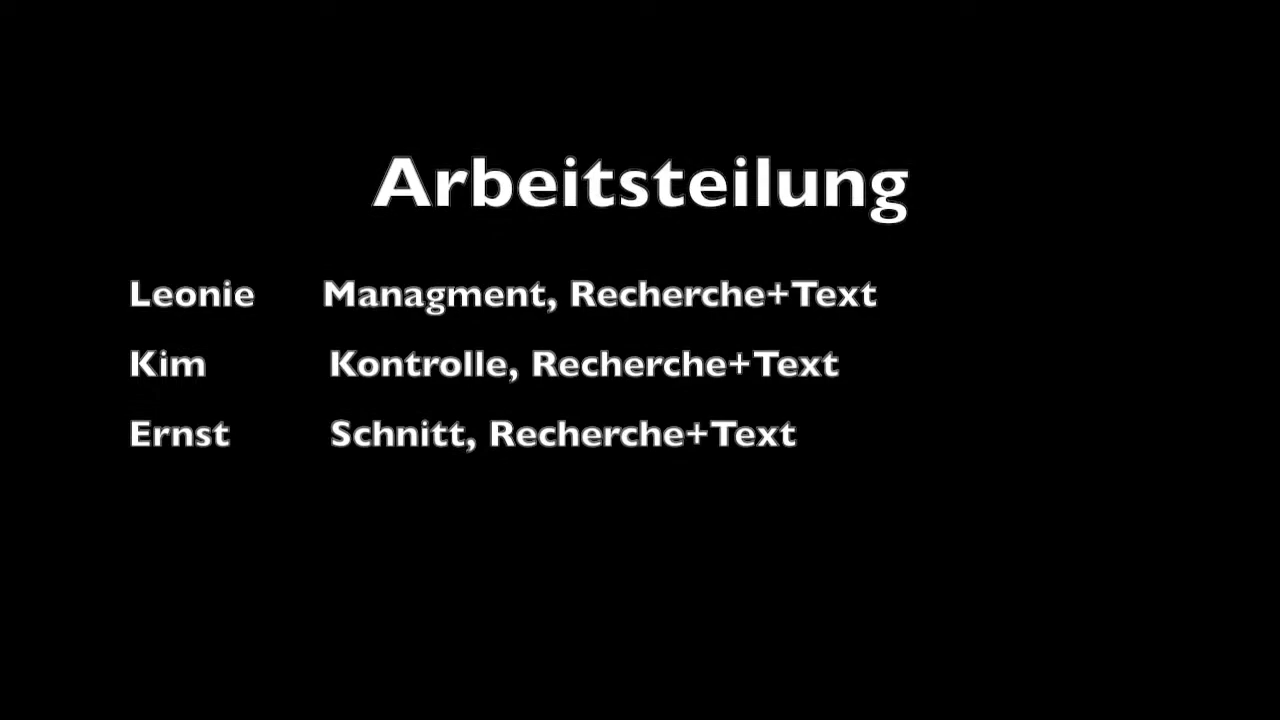 Arbeitsteilung
Leonie Managment, Recherche+Text
Kim Kontrolle, Recherche+Text
Ernst Schnitt, Recherche+Text